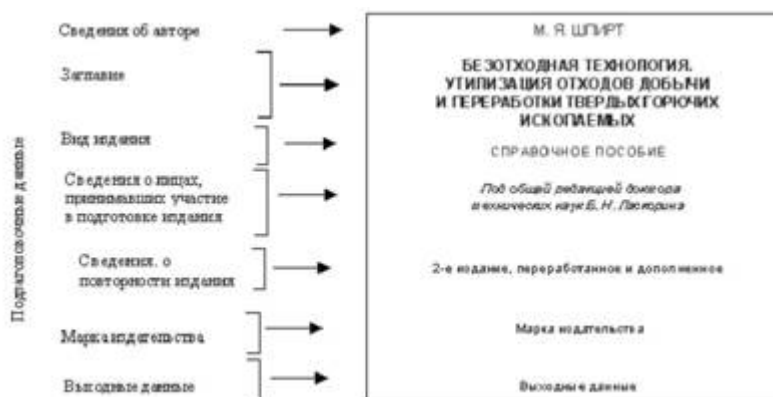 Сведения об авторе
Заглавие
Вид издания
Сведения о лицах,
принимавших участие
в подготовке издания
Сведения. о
повторности издания
Марка издательства
Выходные данные
Подзаголовочные данные
М. Я. ШПИРТ
БЕЗОТХОДНАЯ ТЕХНОЛОГИЯ.
УТИЛИЗАЦИЯ ОТХОДОВ ДОБЫЧИ
И ПЕРЕРАБОТКИ ТВЕРДЫХ ГОРЮЧИХ
ИСКОПАЕМЫХ
СПРАВОЧНОЕ ПОСОБИЕ
Под общей редакцией доктора
технических наук Б. Н. Ласкорина
2-е издание, переработанное и дополненное
Марка издательства
Выходные данные